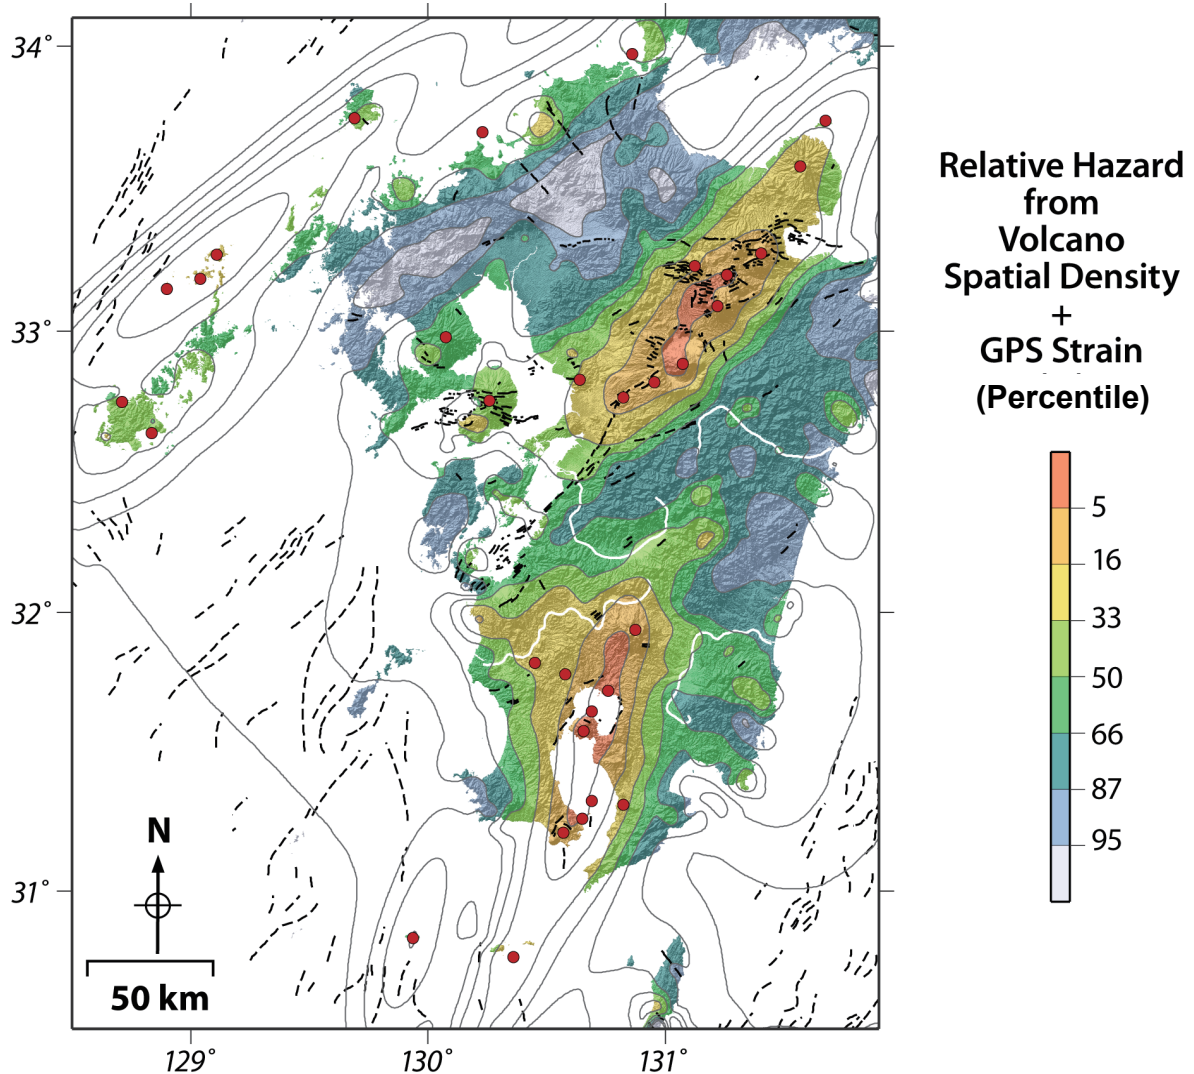 34°
33°
32°
31°
129°
130°
131°
N
50 km
Relative Hazard
from
Volcano
Spatial Density
+
GPS Strain
(Percentile)
5
16
33
50
66
87
95